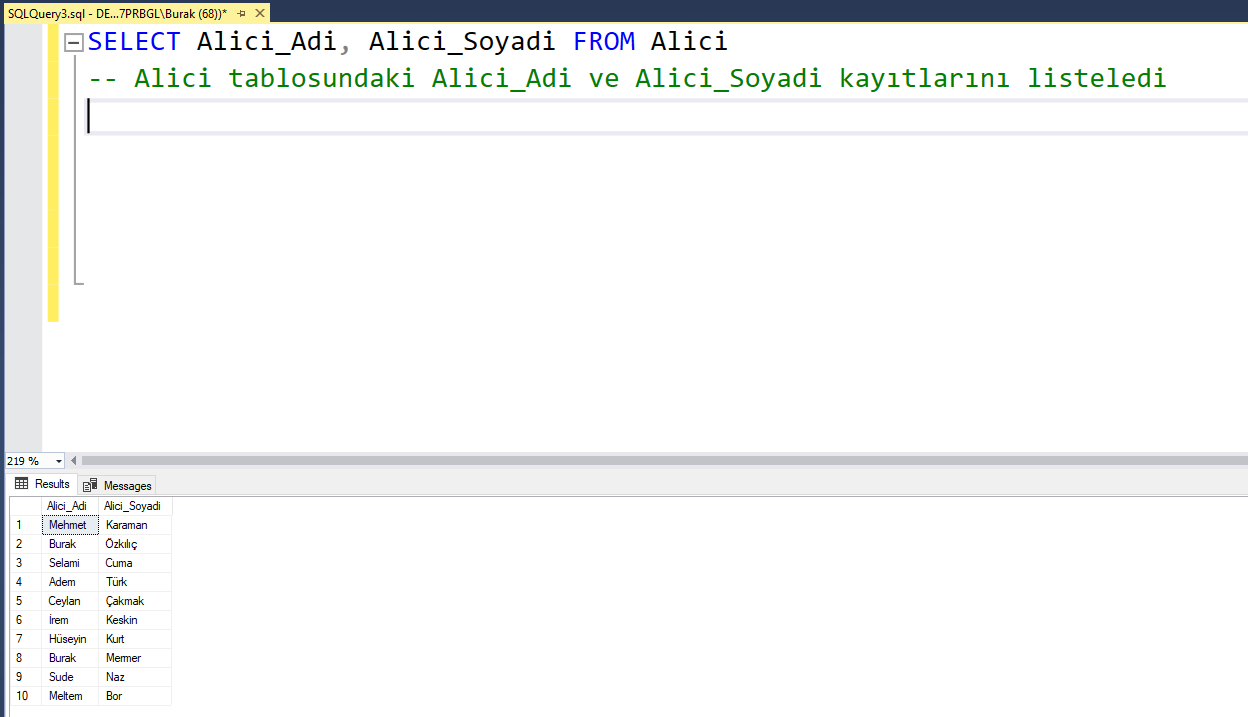 SQLQuery3.sql - DE...7PRBGL\Burak (68))*
SELECT Alici_Adi, Alici_Soyadi FROM Alici
-- Alici tablosundaki Alici_Adi ve Alici_Soyadi kayıtlarını listeledi
219 %
Results Messages
Alici_Adi Alici_Soyadi
1 Mehmet Karaman
2 Burak Özkılıç
3 Selami Cuma
4 Adem Türk
5 Ceylan Çakmak
6 İrem Keskin
7 Hüseyin Kurt
8 Burak Mermer
9 Sude Naz
10 Meltem Bor